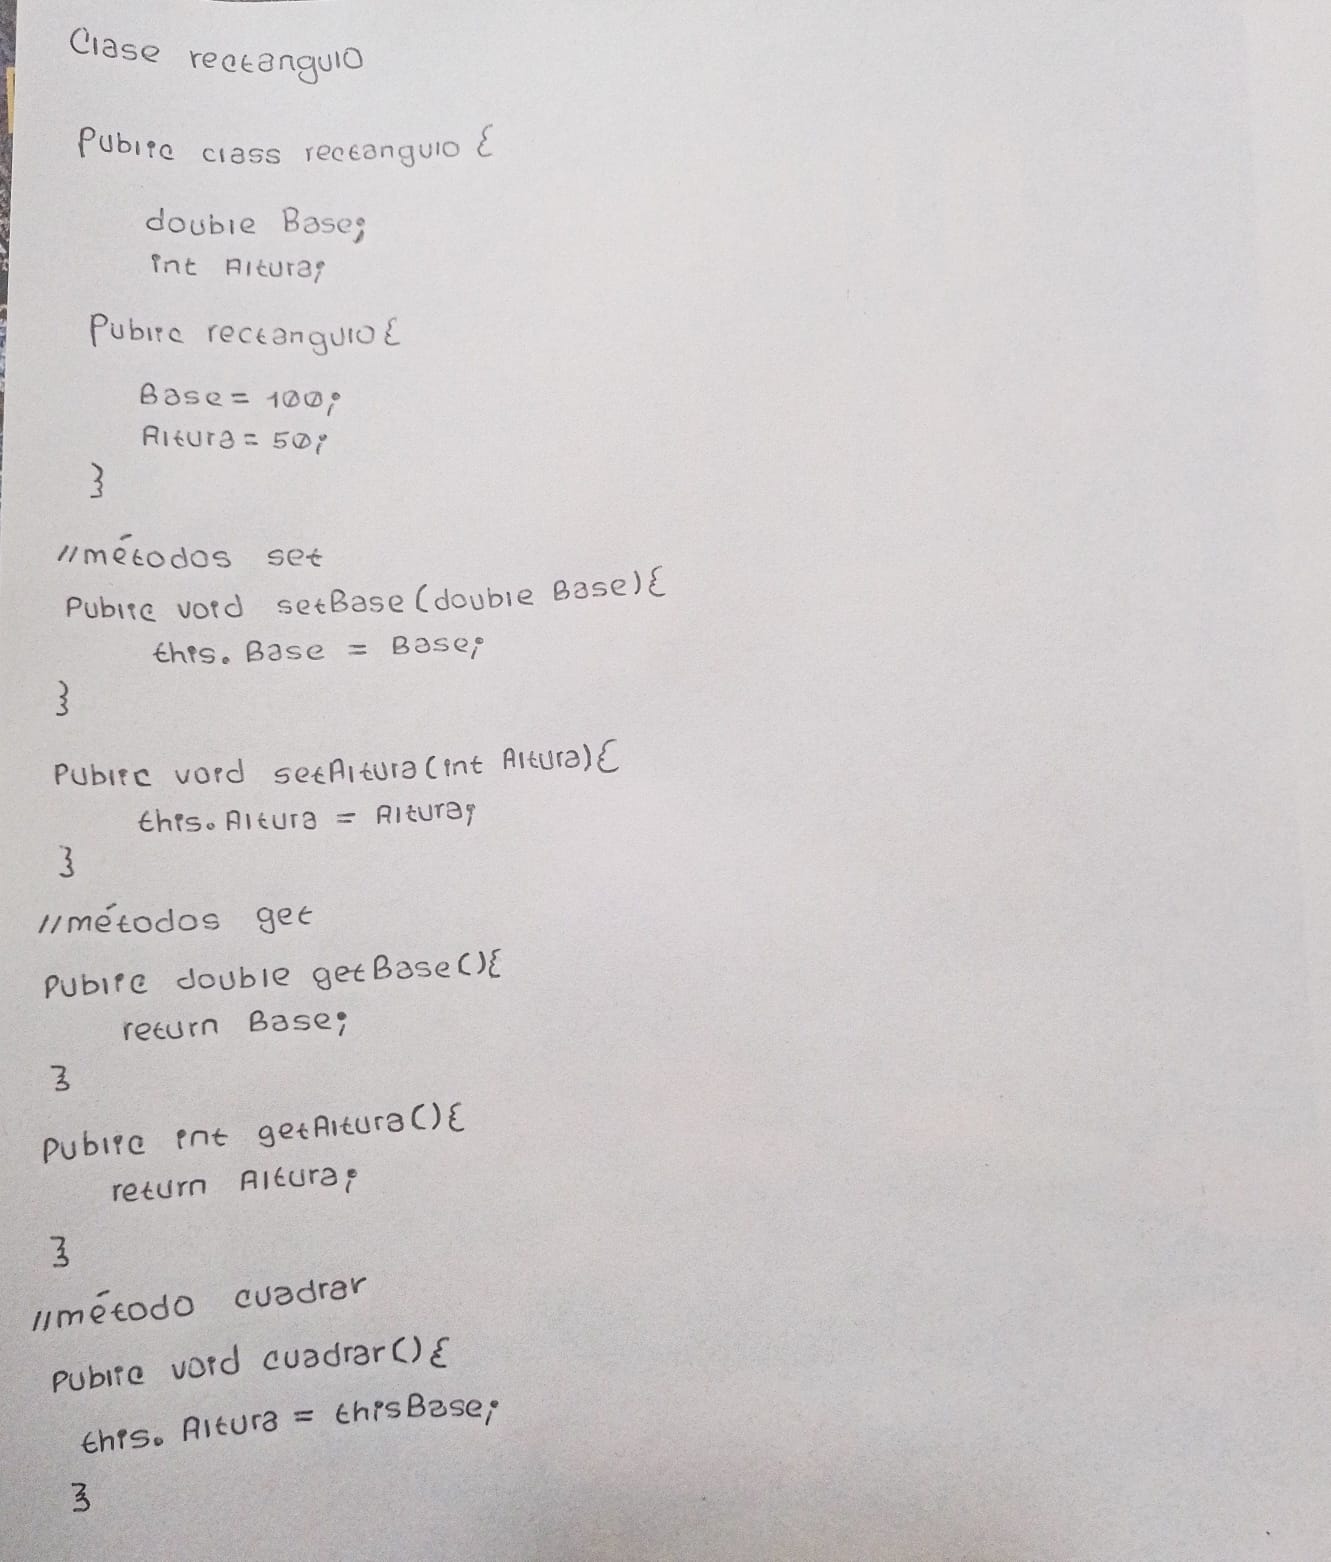 Clase rectangulo
Public class rectangulo {
double Base;
int Altura;
Public rectangulo {
Base = 100;
Altura = 50;
}
//métodos set
Public void setBase (double Base){
this. Base = Base;
}
Public void setAltura (int Altura){
this. Altura = Altura;
}
//métodos get
Public double getBase (){
return Base;
}
Public int getAltura (){
return Altura;
}
//método cuadrar
Public void cuadrar () {
this. Altura = thisBase;
}